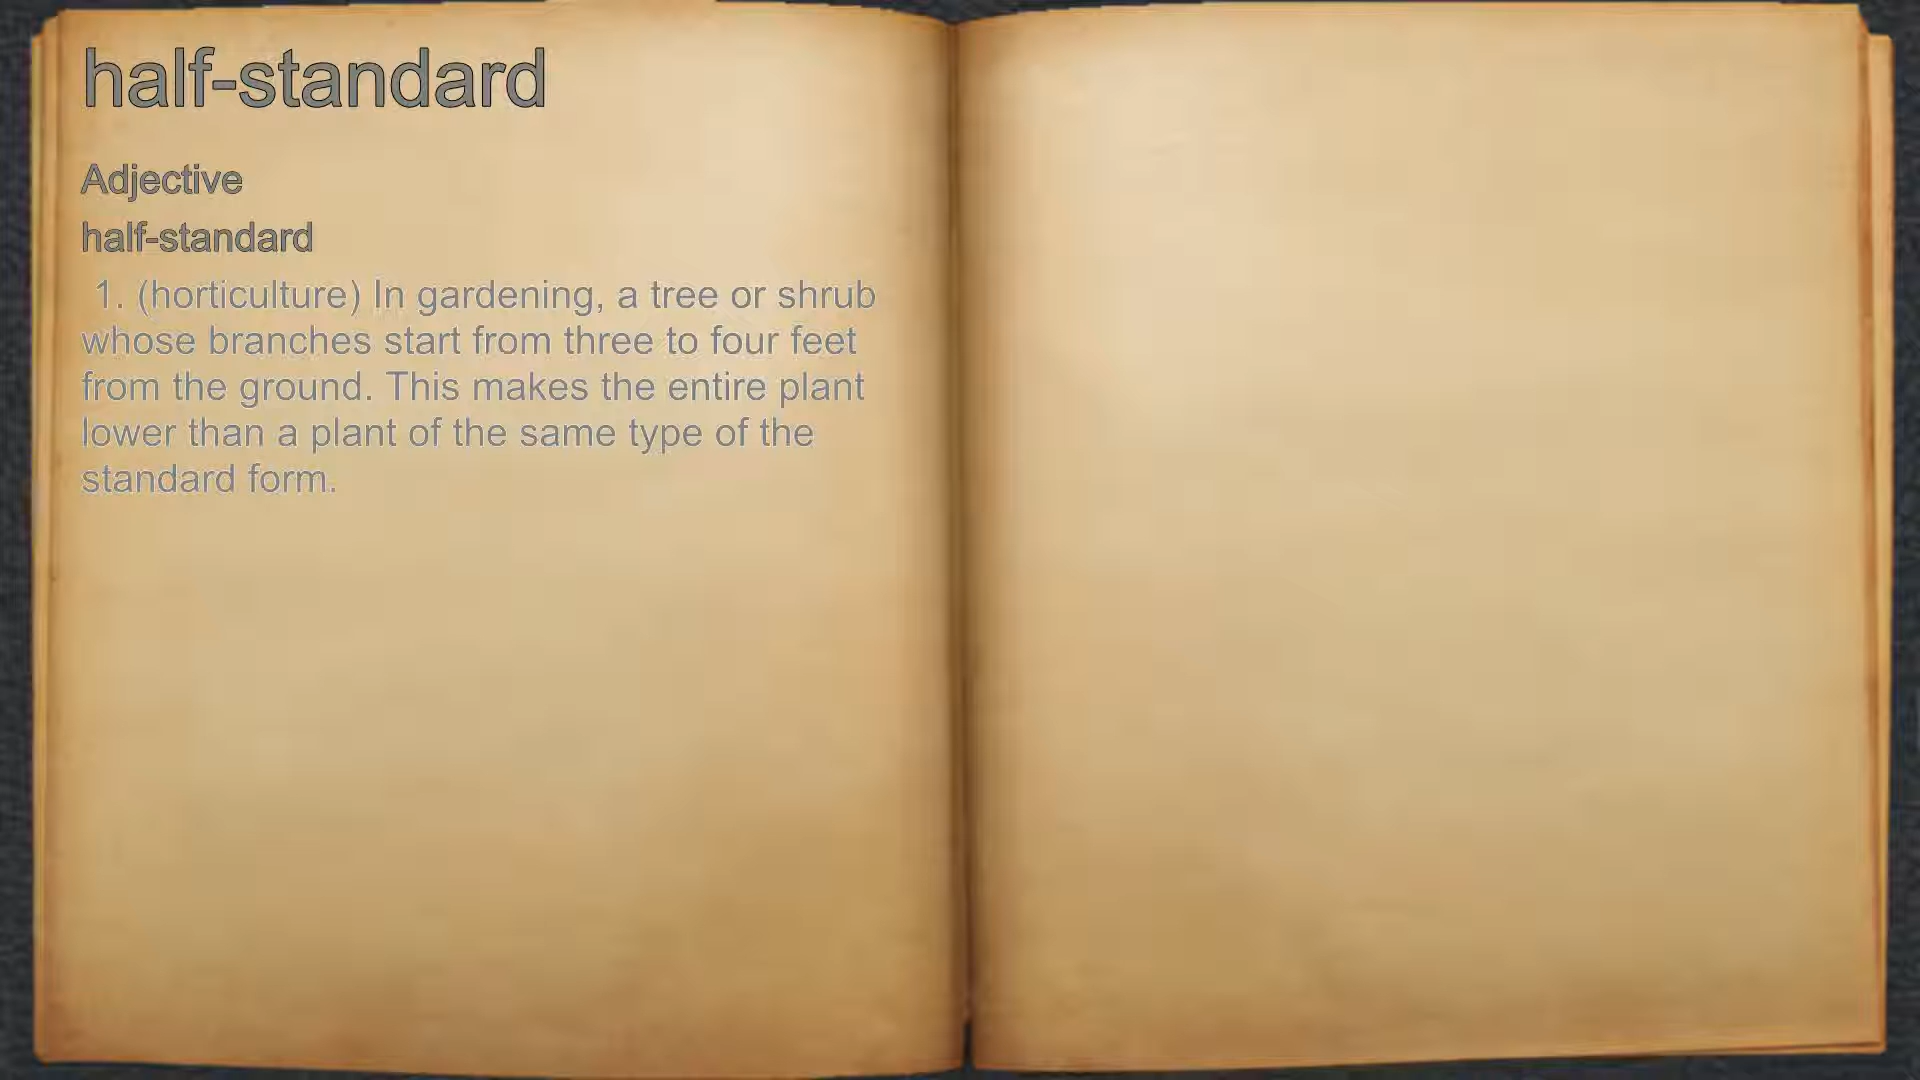 half-standard
Adjective
half-standard
1. (horticulture) In gardening, a tree or shrub
whose branches start from three to four feet
from the ground. This makes the entire plant
lower than a plant of the same type of the
standard form.